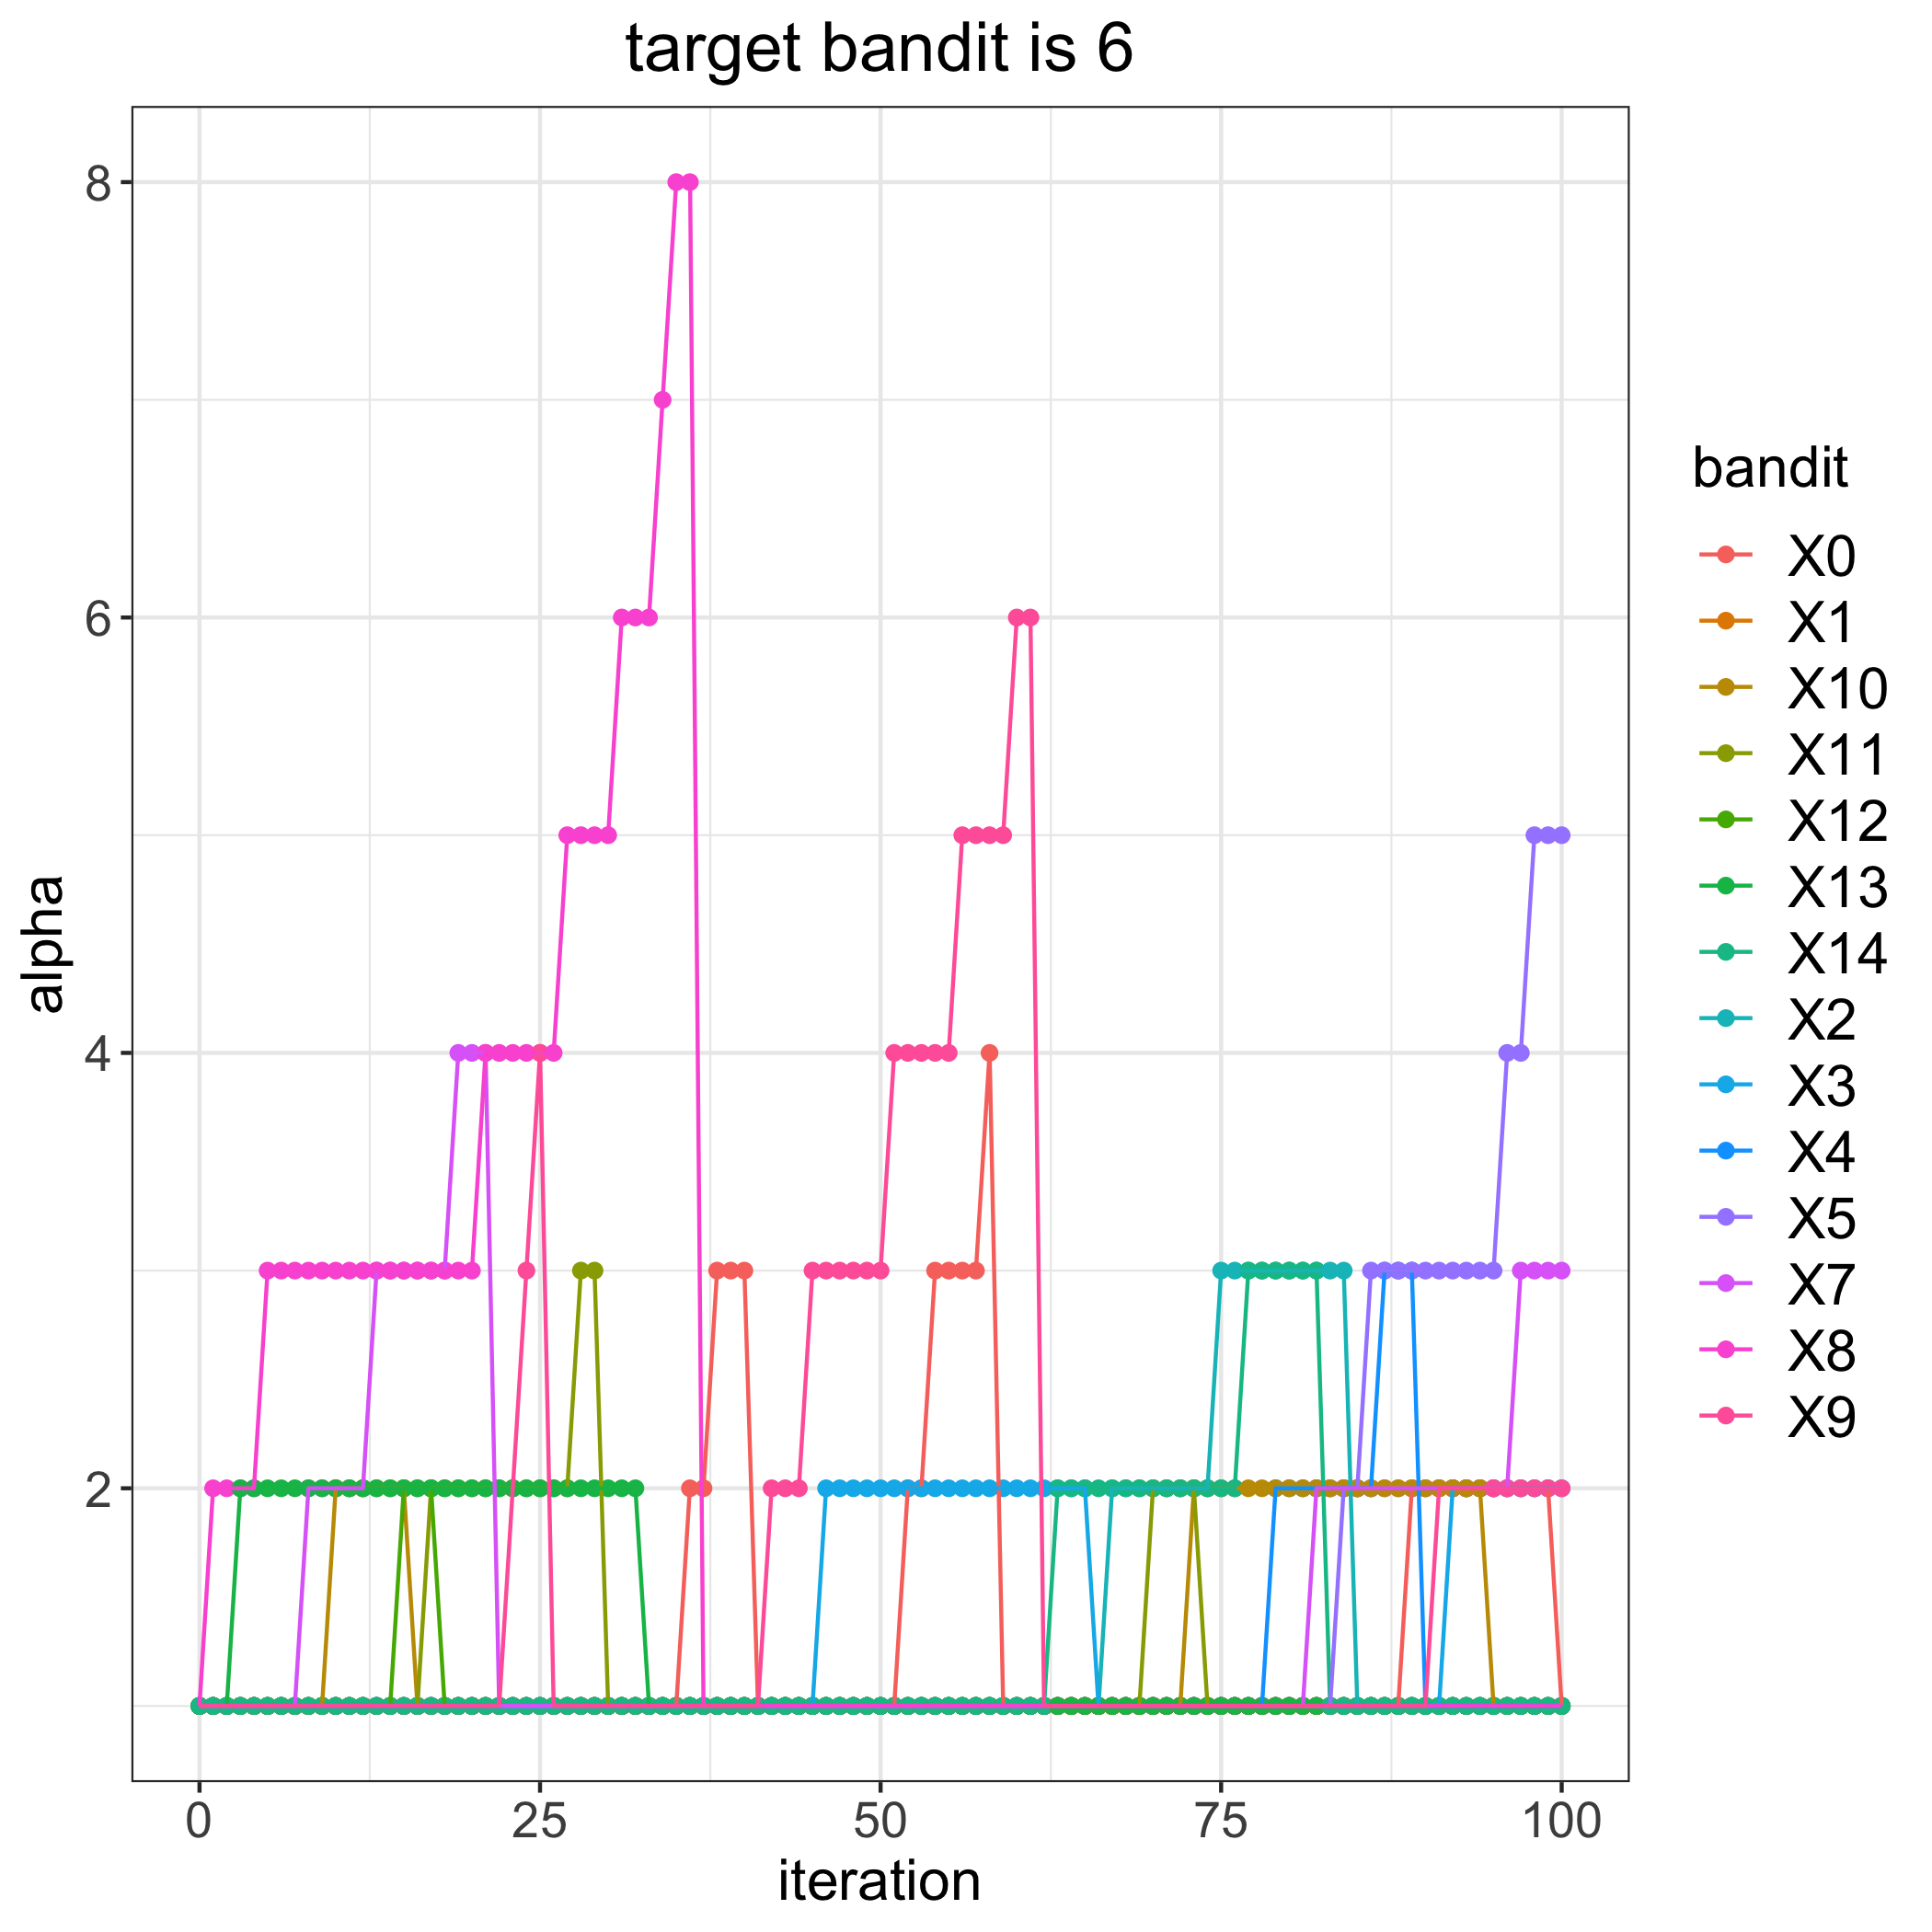 target bandit is 6
8
6
4
2
alpha
0 25 50 75 100
iteration
bandit
X0
X1
X10
X11
X12
X13
X14
X2
X3
X4
X5
X7
X8
X9